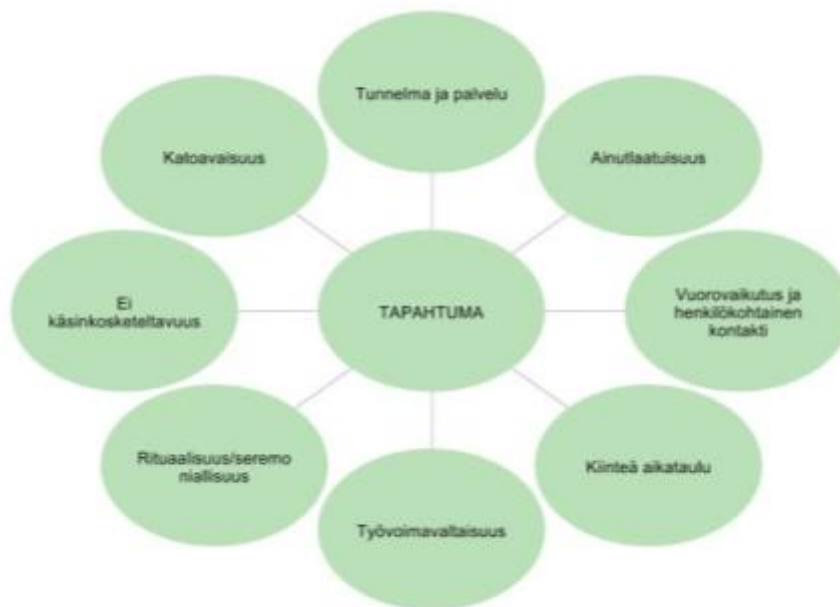 Tunnelma ja palvelu
Katoavaisuus
Ainutlaatuisuus
Ei
käsinkosketeltavuus
TAPAHTUMA
Vuorovaikutus ja
henkilökohtainen
kontakti
Rituaalisuus/seremo
niallisuus
Kiinteä aikataulu
Työvoimavaltaisuus